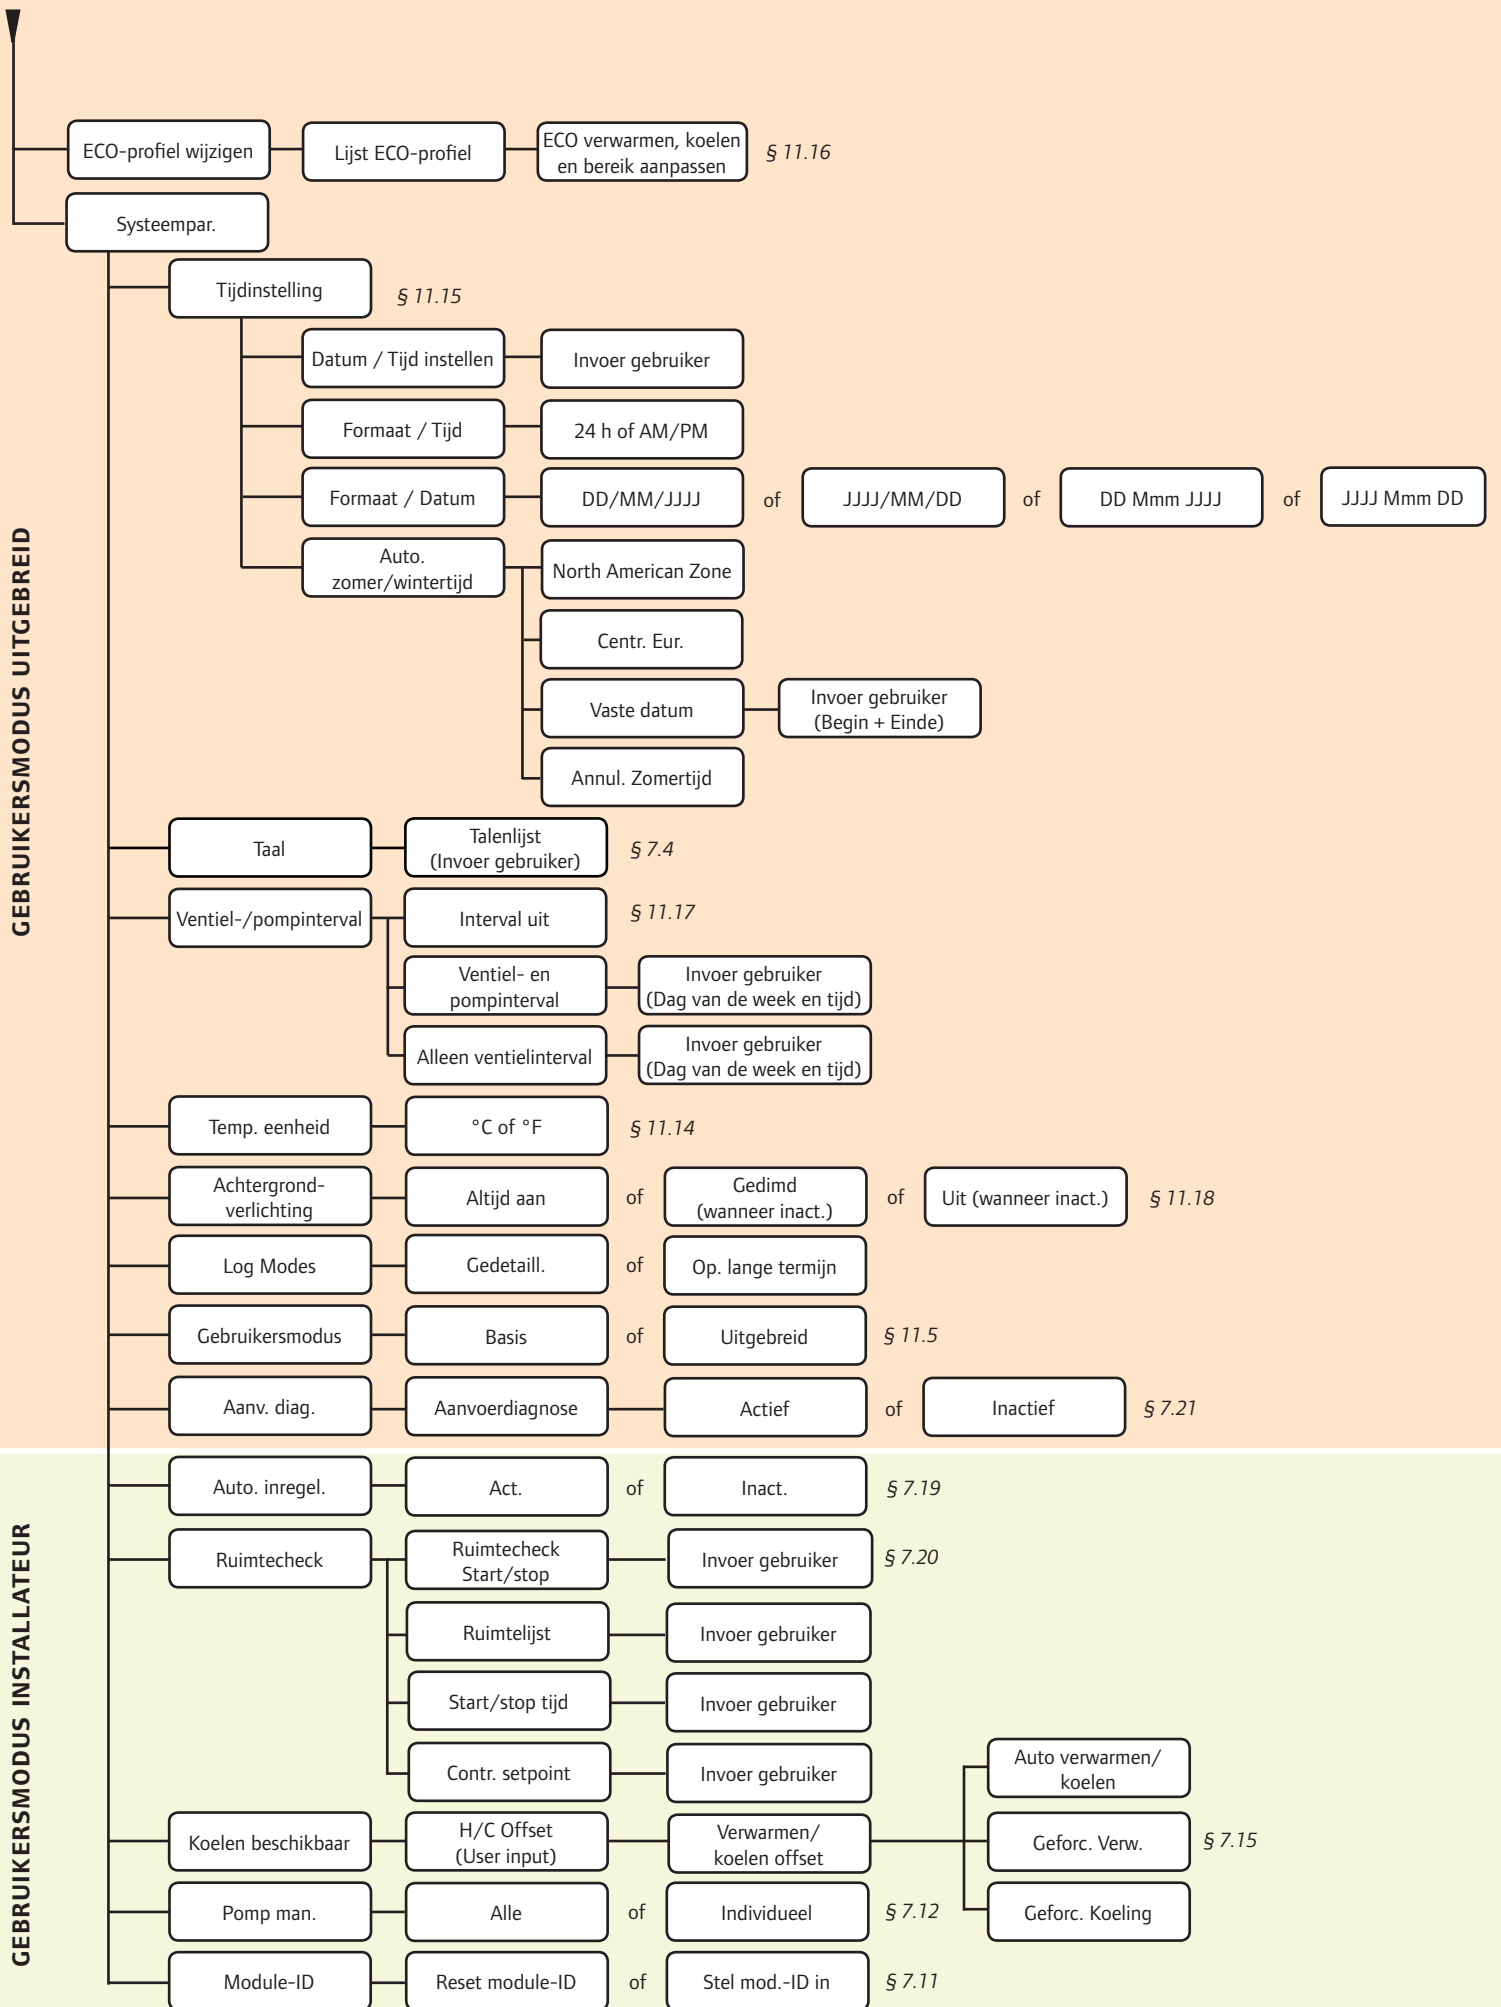 ECO-profiel wijzigen
Lijst ECO-profiel
ECO verwarmen, koelen
en bereik aanpassen
§ 11.16
Systeempar.
Tijdinstelling
§ 11.15
Datum / Tijd instellen
Invoer gebruiker
Formaat / Tijd
24 h of AM/PM
Formaat / Datum
DD/MM/JJJJ
of
JJJJ/MM/DD
of
DD Mmm JJJJ
of
JJJJ Mmm DD
Auto.
zomer/wintertijd
North American Zone
Centr. Eur.
Vaste datum
Invoer gebruiker
(Begin + Einde)
Annul. Zomertijd
GEBRUIKERSMODUS UITGEBREID
Taal
Talenlijst
(Invoer gebruiker)
§ 7.4
Ventiel-/pompinterval
Interval uit
§ 11.17
Ventiel- en
pompinterval
Invoer gebruiker
(Dag van de week en tijd)
Alleen ventielinterval
Invoer gebruiker
(Dag van de week en tijd)
Temp. eenheid
°C of °F
§ 11.14
Achtergrond-
verlichting
Altijd aan
of
Gedimd
(wanneer inact.)
of
Uit (wanneer inact.)
§ 11.18
Log Modes
Gedetaill.
of
Op. lange termijn
Gebruikersmodus
Basis
of
Uitgebreid
§ 11.5
Aanv. diag.
Aanvoerdiagnose
Actief
of
Inactief
§ 7.21
GEBRUIKERSMODUS INSTALLATEUR
Auto. inregel.
Act.
of
Inact.
§ 7.19
Ruimtecheck
Ruimtecheck
Start/stop
Invoer gebruiker
§ 7.20
Ruimtelijst
Invoer gebruiker
Start/stop tijd
Invoer gebruiker
Contr. setpoint
Invoer gebruiker
Koelen beschikbaar
H/C Offset
(User input)
Verwarmen/
koelen offset
Auto verwarmen/
koelen
Geforc. Verw.
§ 7.15
Geforc. Koeling
Pomp man.
Alle
of
Individueel
§ 7.12
Module-ID
Reset module-ID
of
Stel mod.-ID in
§ 7.11